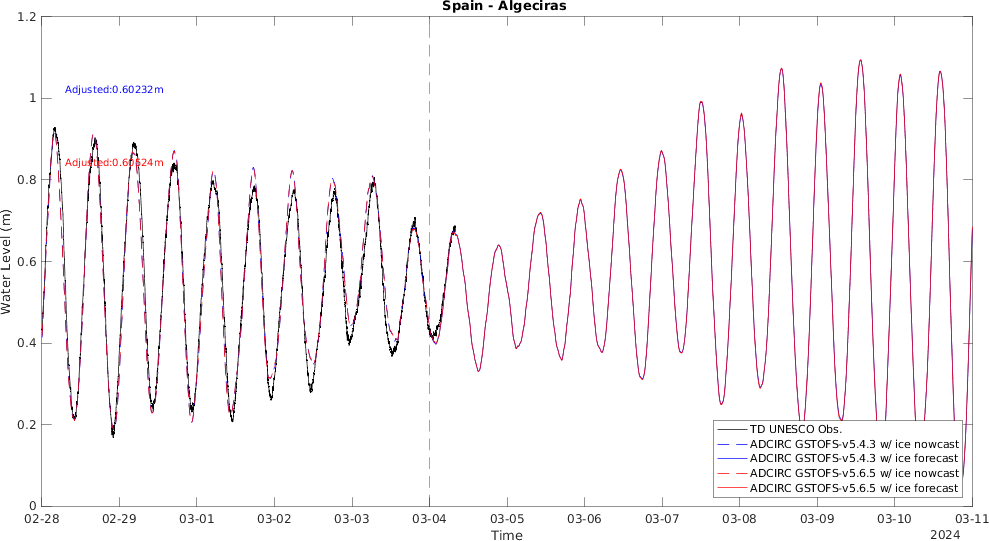 Spain - Algeciras
1.2
1
0.8
0.6
0.4
0.2
0
Water Level (m)
Adjusted:0.60232m
Adjusted:0.60524m
TD UNESCO Obs.
ADCIRC GSTOFS-v5.4.3 w/ ice nowcast
ADCIRC GSTOFS-v5.4.3 w/ ice forecast
ADCIRC GSTOFS-v5.6.5 w/ ice nowcast
ADCIRC GSTOFS-v5.6.5 w/ ice forecast
02-28 02-29 03-01 03-02 03-03 03-04 03-05 03-06 03-07 03-08 03-09 03-10 03-11
Time
2024